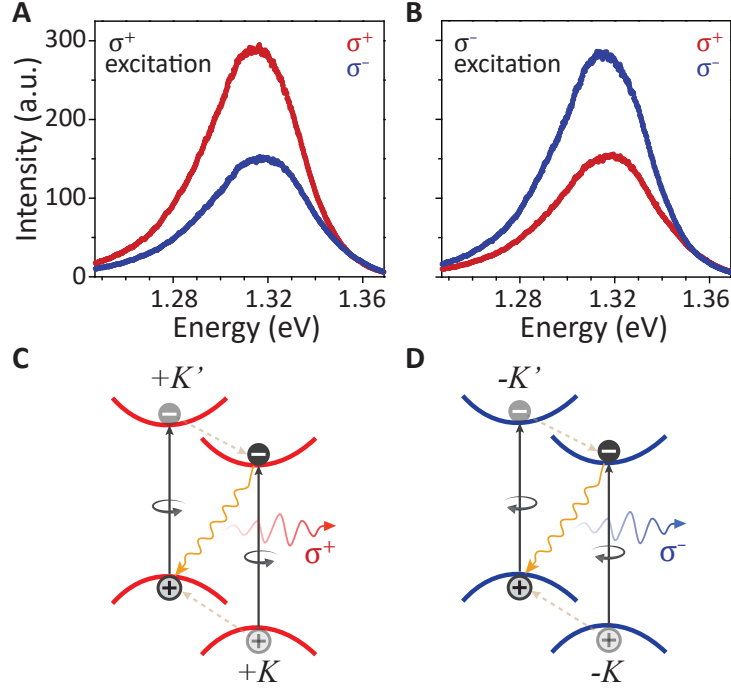 A
B
σ+
excitation
σ+
σ−
σ−
excitation
σ+
σ−
Intensity (a.u.)
300
200
100
0
1.28
1.32
1.36
1.28
1.32
1.36
Energy (eV)
Energy (eV)
C
D
+K’
-K’
−
−
−
−
σ+
σ−
+
+
+
+
+K
-K